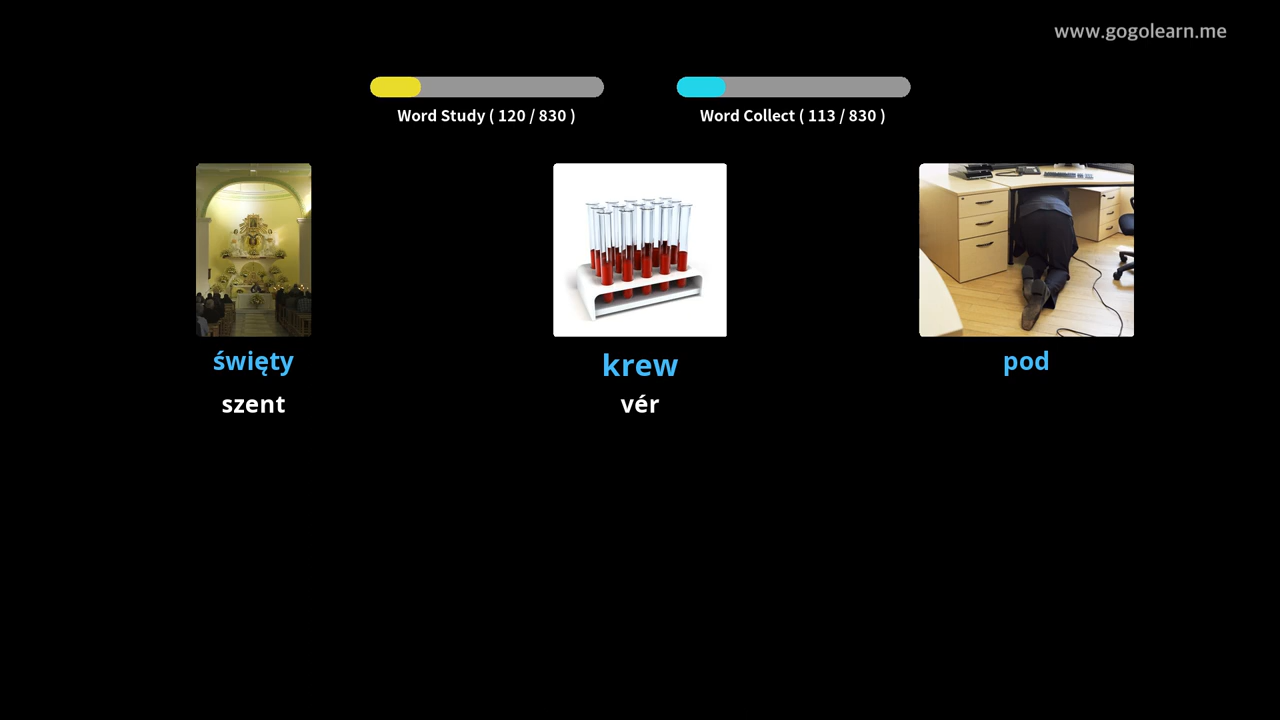 www.gogolearn.me
Word Study ( 120 / 830 )
Word Collect ( 113 / 830 )
święty
krew
pod
szent
vér